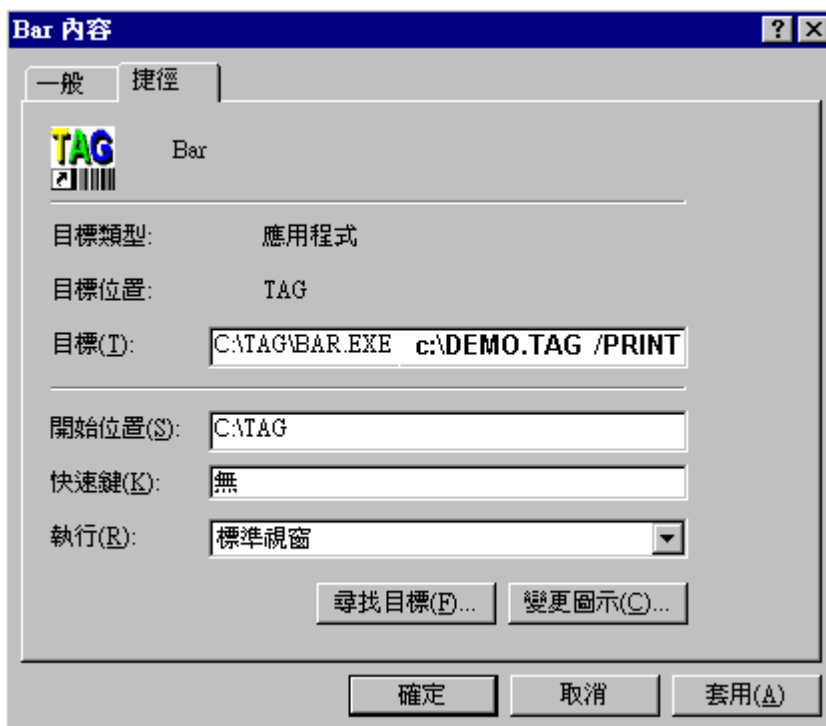 Bar 內容
一般 捷徑
TAG Bar
目標類型: 應用程式
目標位置: TAG
目標(T): C:\TAG\BAR.EXE c:\DEMO.TAG /PRINT
開始位置(S): C:\TAG
快速鍵(K): 無
執行(R): 標準視窗
尋找目標(F)... 變更圖示(C)...
確定 取消 套用(A)